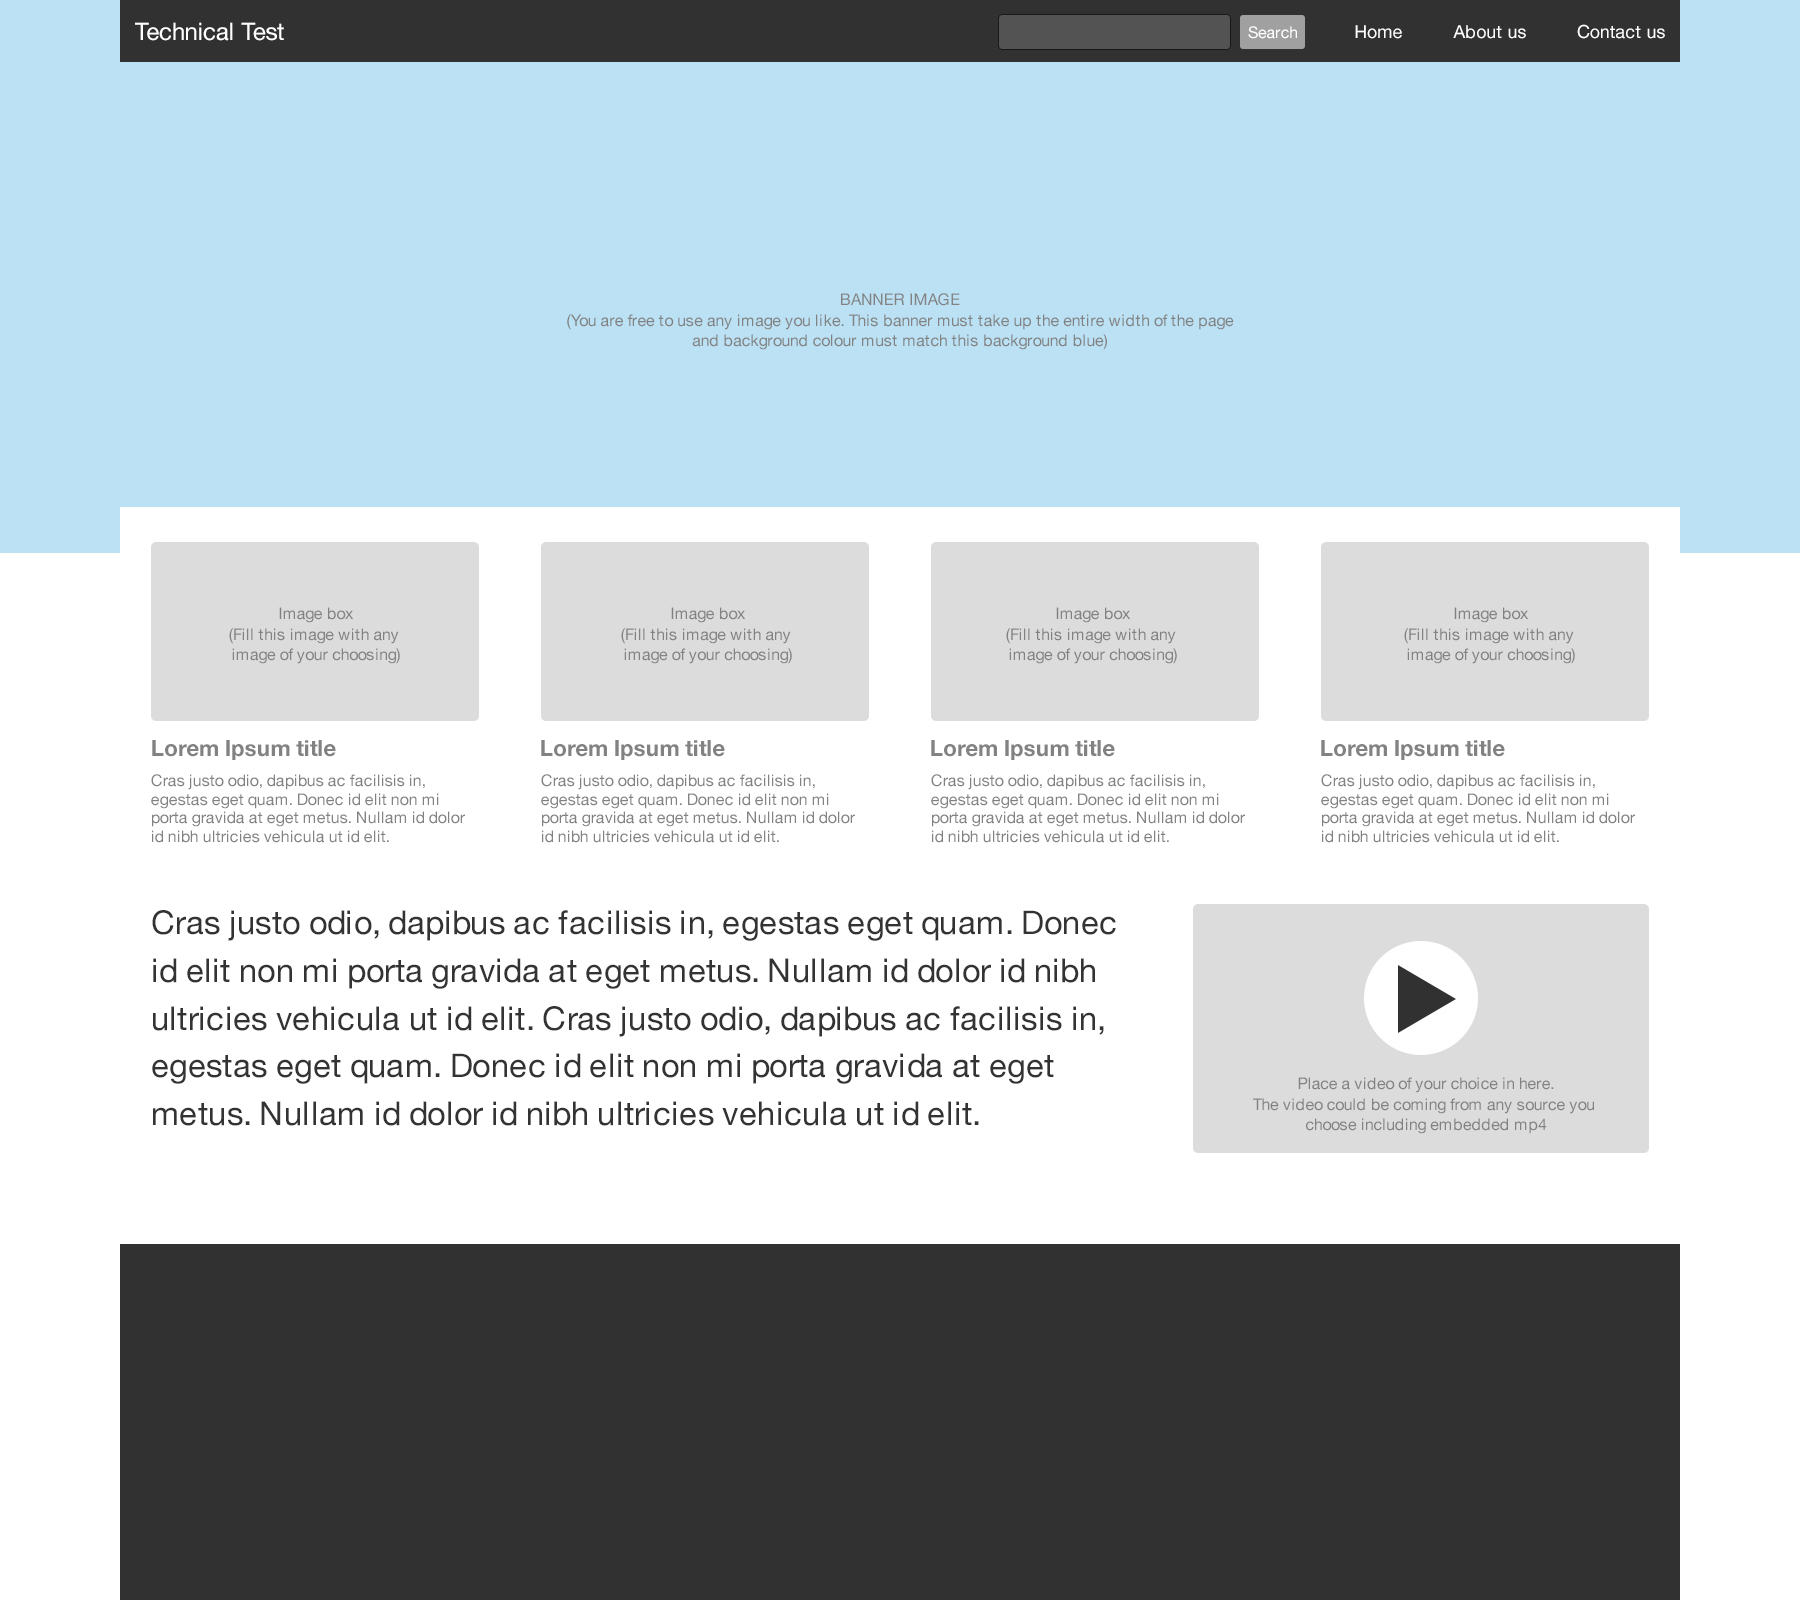 Technical Test
Search
Home
About us
Contact us
BANNER IMAGE
(You are free to use any image you like. This banner must take up the entire width of the page
and background colour must match this background blue)
Image box
(Fill this image with any
image of your choosing)
Image box
(Fill this image with any
image of your choosing)
Image box
(Fill this image with any
image of your choosing)
Image box
(Fill this image with any
image of your choosing)
Lorem Ipsum title
Cras justo odio, dapibus ac facilisis in,
egestas eget quam. Donec id elit non mi
porta gravida at eget metus. Nullam id dolor
id nibh ultricies vehicula ut id elit.
Lorem Ipsum title
Cras justo odio, dapibus ac facilisis in,
egestas eget quam. Donec id elit non mi
porta gravida at eget metus. Nullam id dolor
id nibh ultricies vehicula ut id elit.
Lorem Ipsum title
Cras justo odio, dapibus ac facilisis in,
egestas eget quam. Donec id elit non mi
porta gravida at eget metus. Nullam id dolor
id nibh ultricies vehicula ut id elit.
Lorem Ipsum title
Cras justo odio, dapibus ac facilisis in,
egestas eget quam. Donec id elit non mi
porta gravida at eget metus. Nullam id dolor
id nibh ultricies vehicula ut id elit.
Cras justo odio, dapibus ac facilisis in, egestas eget quam. Donec
id elit non mi porta gravida at eget metus. Nullam id dolor id nibh
ultricies vehicula ut id elit. Cras justo odio, dapibus ac facilisis in,
egestas eget quam. Donec id elit non mi porta gravida at eget
metus. Nullam id dolor id nibh ultricies vehicula ut id elit.
Place a video of your choice in here.
The video could be coming from any source you
choose including embedded mp4